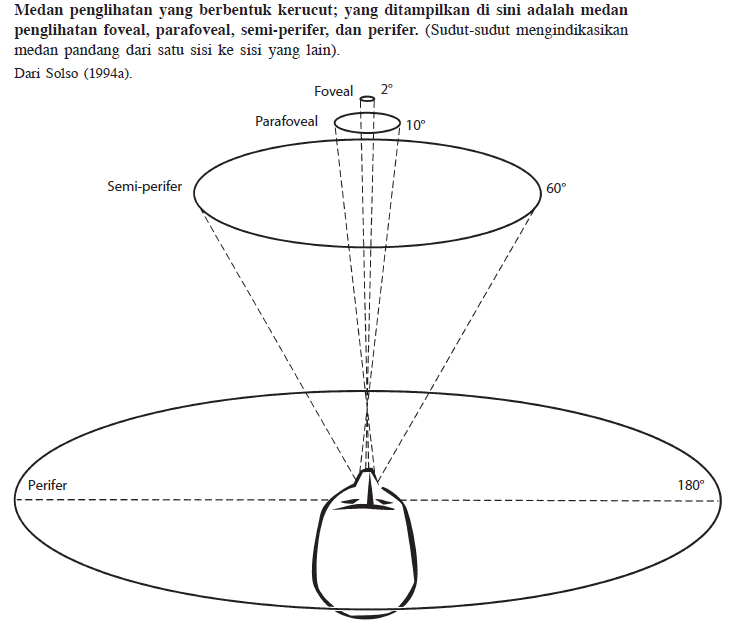 Medan penglihatan yang berbentuk kerucut; yang ditampilkan di sini adalah medan
penglihatan foveal, parafoveal, semi-perifer, dan perifer. (Sudut-sudut mengindikasikan
medan pandang dari satu sisi ke sisi yang lain).
Dari Solso (1994a).
Foveal 2°
Parafoveal 10°
Semi-perifer 60°
Perifer 180°